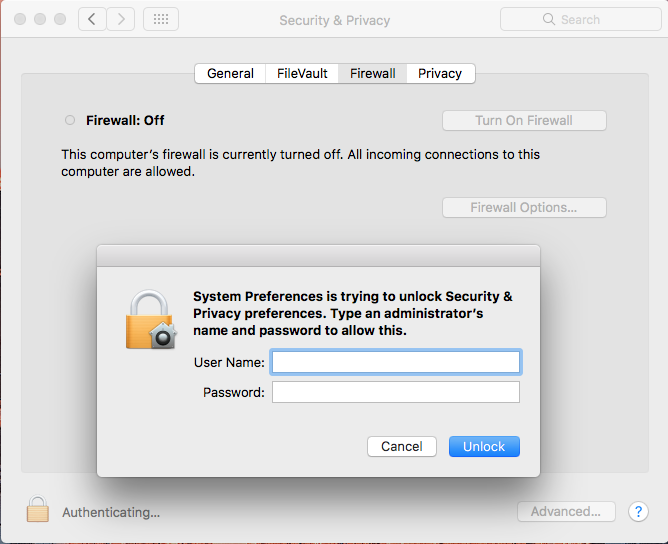 Security & Privacy
Search
General FileVault Firewall Privacy
Firewall: Off
Turn On Firewall
This computer's firewall is currently turned off. All incoming connections to this
computer are allowed.
Firewall Options...
System Preferences is trying to unlock Security &
Privacy preferences. Type an administrator's
name and password to allow this.
User Name:
Password:
Cancel Unlock
Authenticating...
Advanced... ?